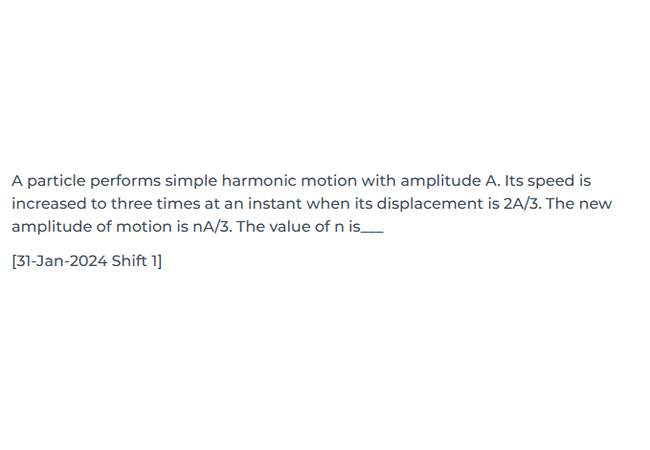 A particle performs simple harmonic motion with amplitude A. Its speed is
increased to three times at an instant when its displacement is 2A/3. The new
amplitude of motion is nA/3. The value of n is___
[31-Jan-2024 Shift 1]